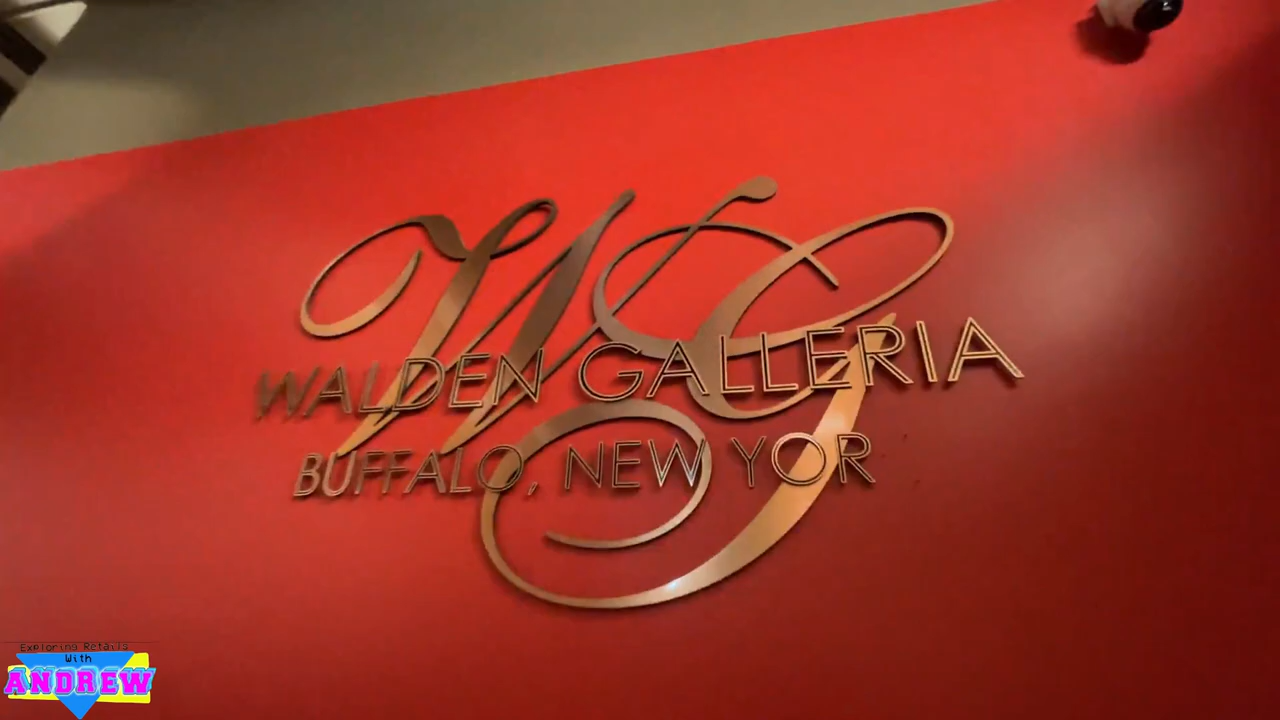 WG
WALDEN GALLERIA
BUFFALO, NEW YOR
Exploring Retails
With
ANDREW